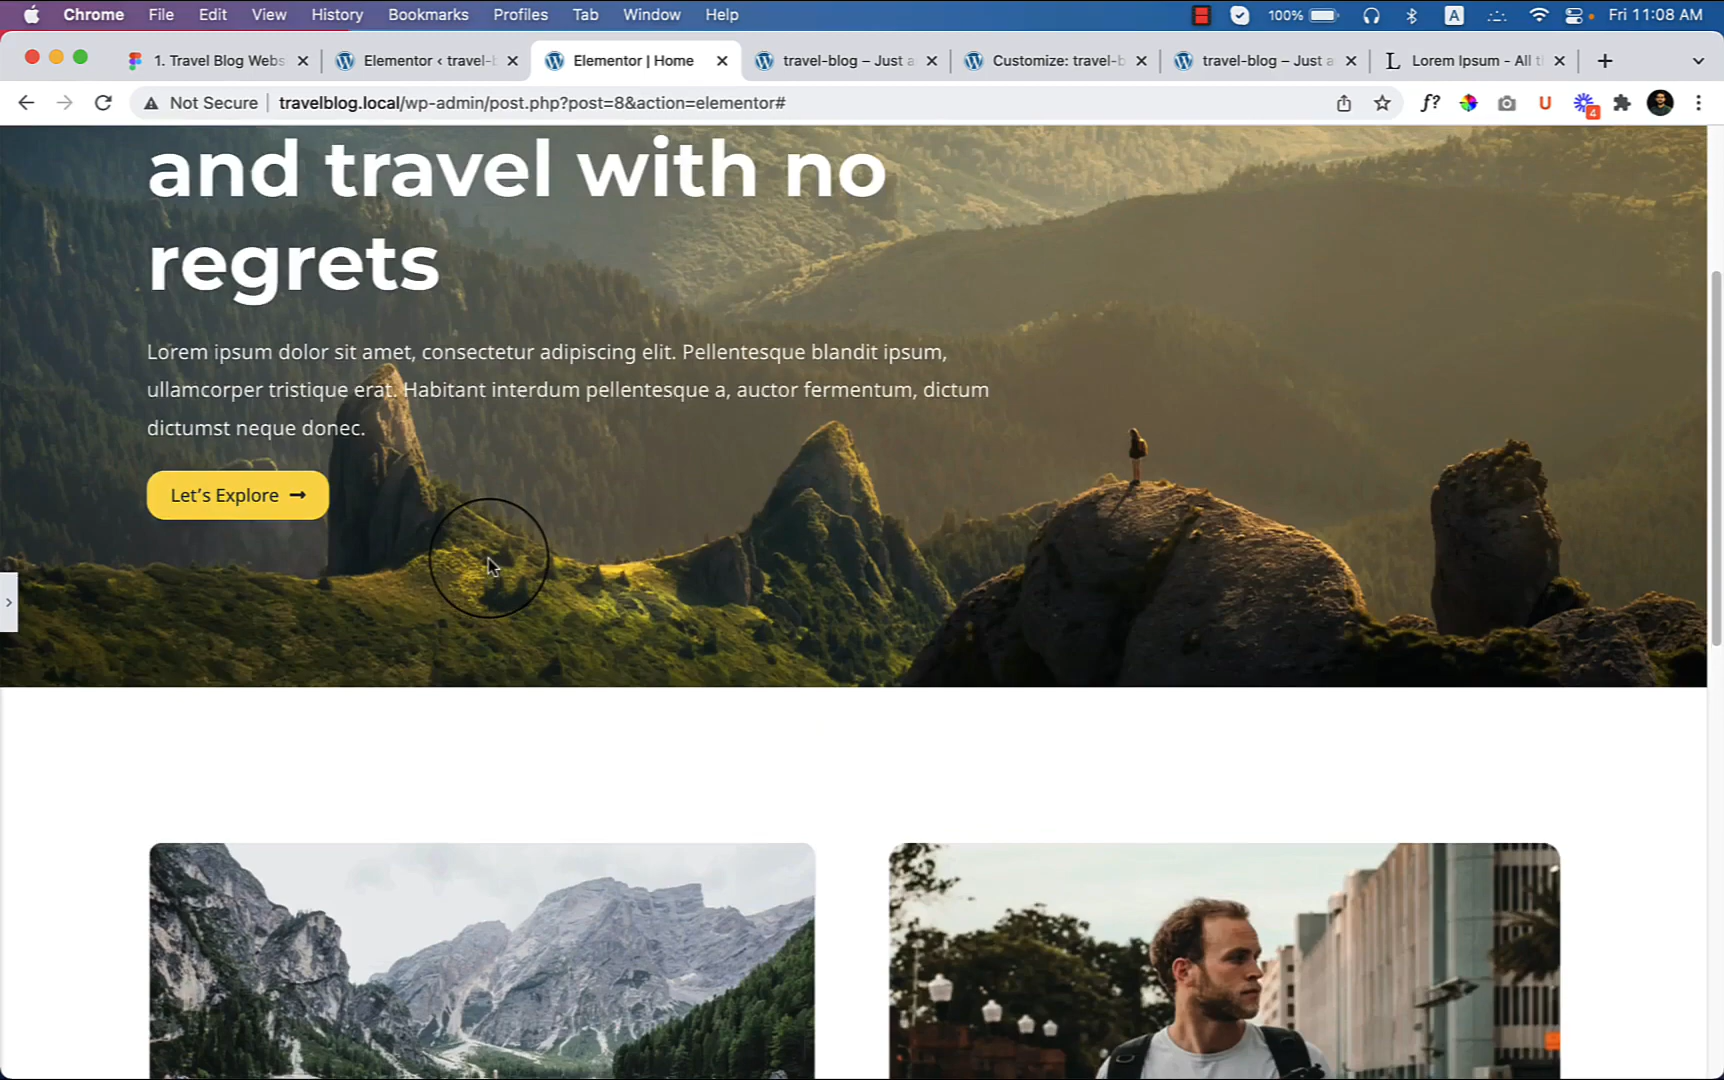 Chrome File Edit View History Bookmarks Profiles Tab Window Help 100% A Fri 11:08 AM
1. Travel Blog Webs Elementor ‹ travel-b Elementor | Home travel-blog – Just a Customize: travel-b travel-blog – Just a L Lorem Ipsum - All t
Not Secure travelblog.local/wp-admin/post.php?post=8&action=elementor# f? U 4
and travel with no
regrets
Lorem ipsum dolor sit amet, consectetur adipiscing elit. Pellentesque blandit ipsum,
ullamcorper tristique erat. Habitant interdum pellentesque a, auctor fermentum, dictum
dictumst neque donec.
Let’s Explore